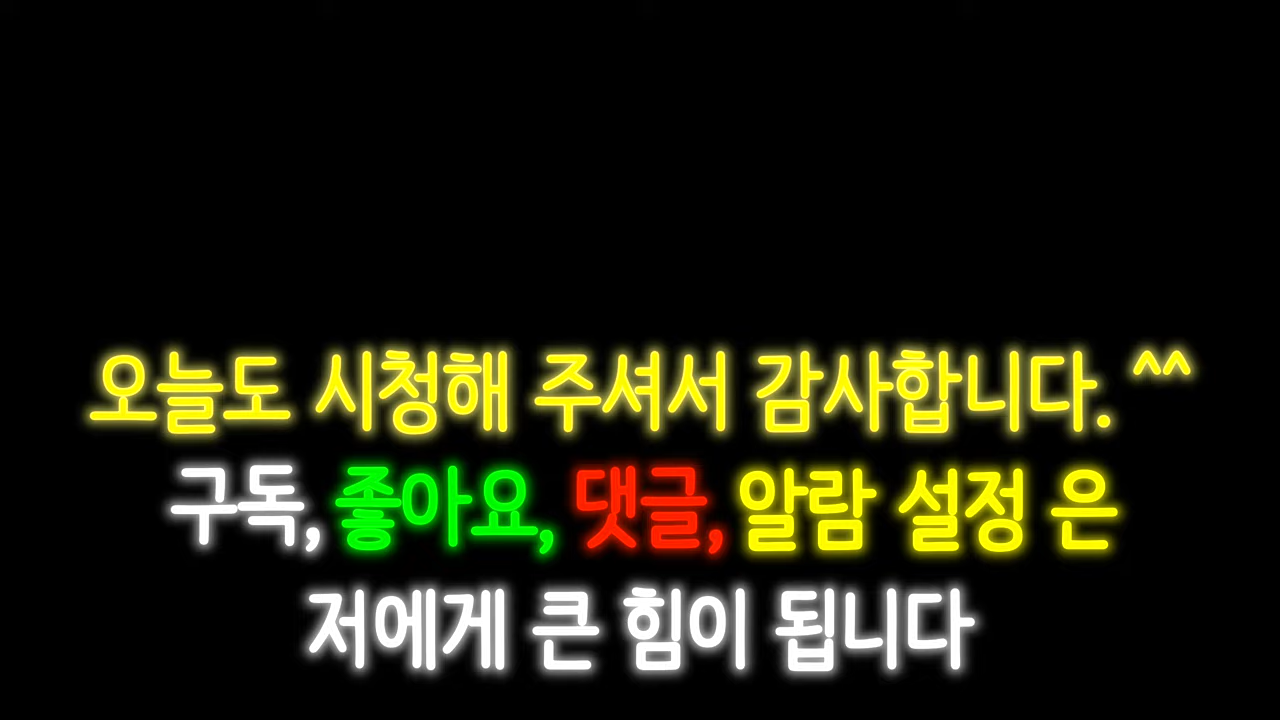 오늘도 시청해 주셔서 감사합니다. ^^
구독, 좋아요, 댓글, 알람 설정 은
저에게 큰 힘이 됩니다